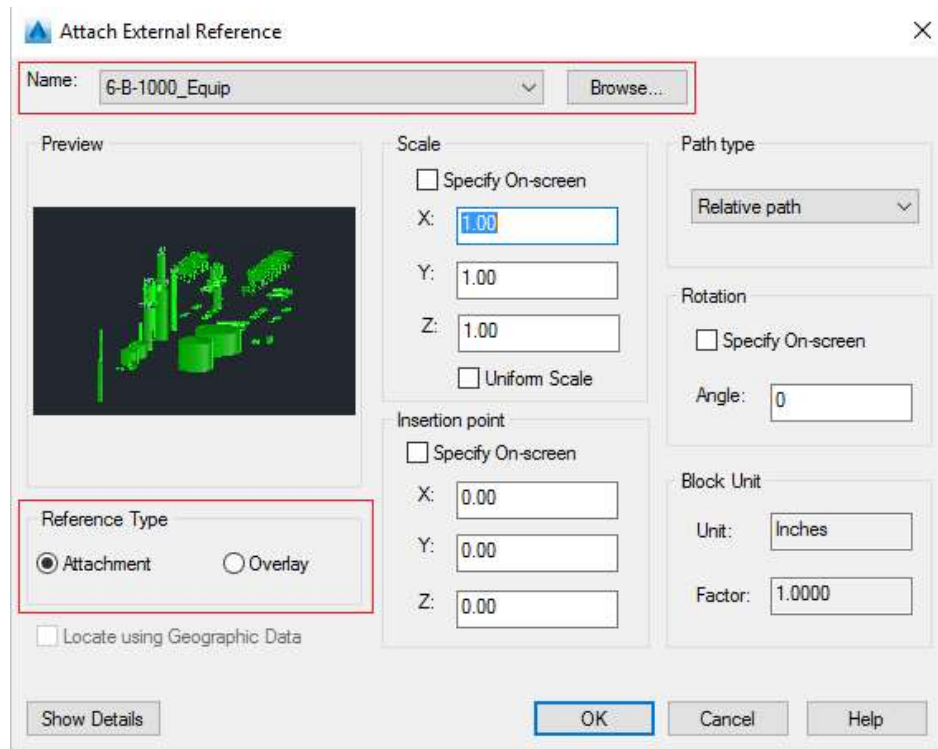 Attach External Reference
Name: 6-B-1000_Equip Browse...
Preview
Scale
Specify On-screen
X: 1.00
Y: 1.00
Z: 1.00
Uniform Scale
Insertion point
Specify On-screen
X: 0.00
Y: 0.00
Z: 0.00
Path type
Relative path
Rotation
Specify On-screen
Angle: 0
Block Unit
Unit: Inches
Factor: 1.0000
Reference Type
Attachment Overlay
Locate using Geographic Data
Show Details OK Cancel Help